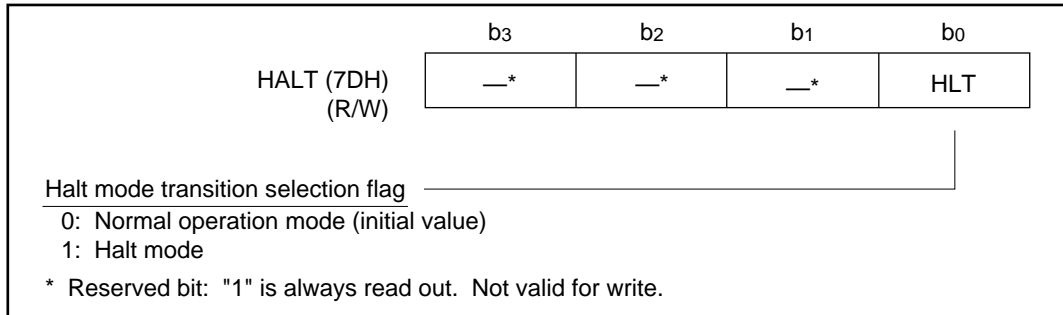 b3 b2 b1 b0
HALT (7DH) —* —* —* HLT
(R/W)
Halt mode transition selection flag
0: Normal operation mode (initial value)
1: Halt mode
* Reserved bit: "1" is always read out. Not valid for write.